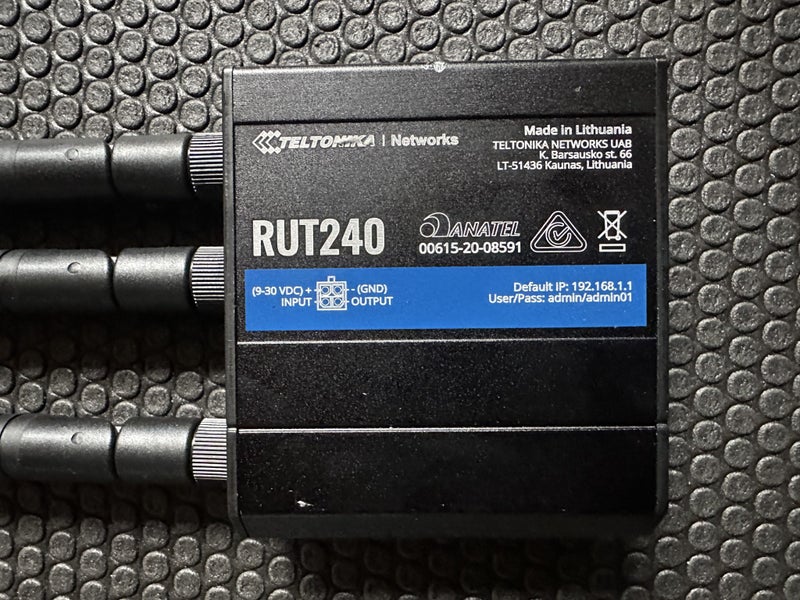 TELTONIKA | Networks
Made in Lithuania
TELTONIKA NETWORKS UAB
K. Barsausko st. 66
LT-51436 Kaunas, Lithuania
RUT240
ANATEL
00615-20-08591
(9-30 VDC) + - (GND)
INPUT OUTPUT
Default IP: 192.168.1.1
User/Pass: admin/admin01